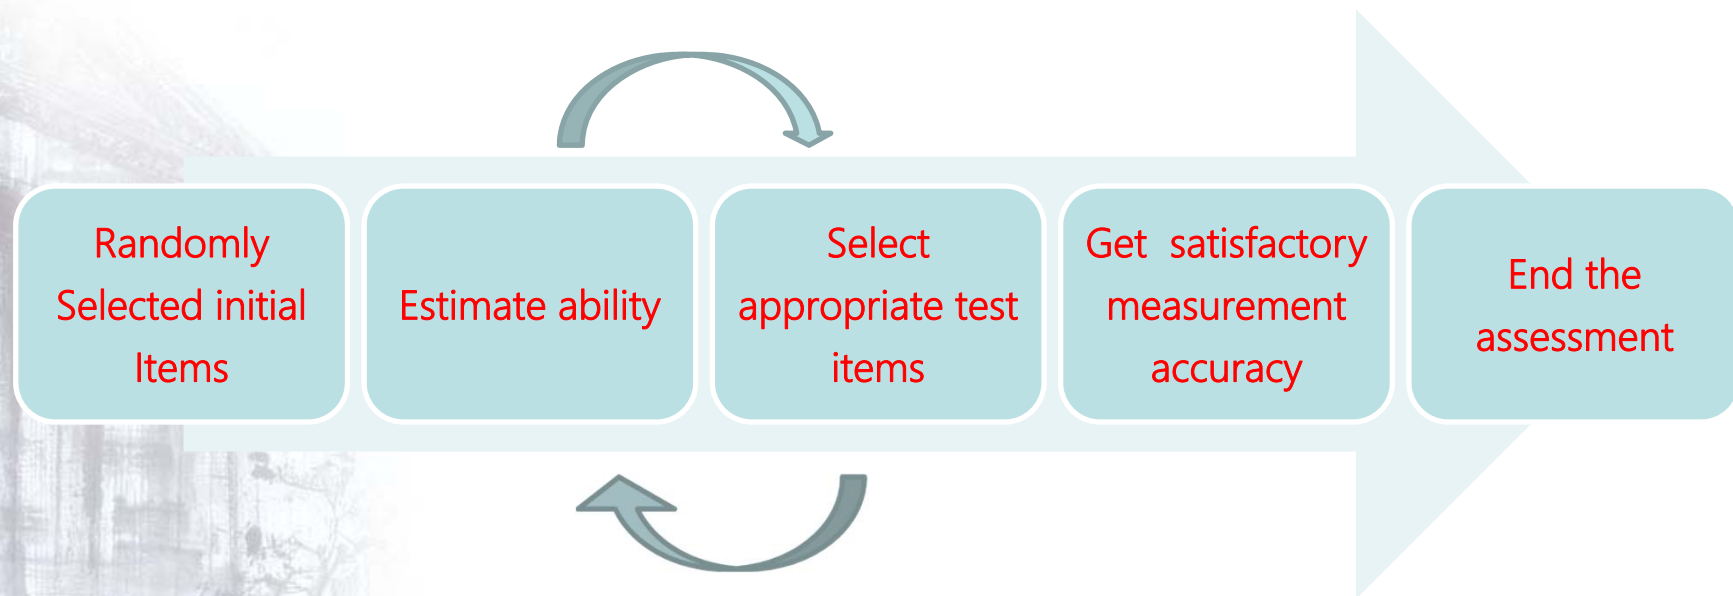 Randomly
Selected initial
Items
Estimate ability
Select
appropriate test
items
Get satisfactory
measurement
accuracy
End the
assessment